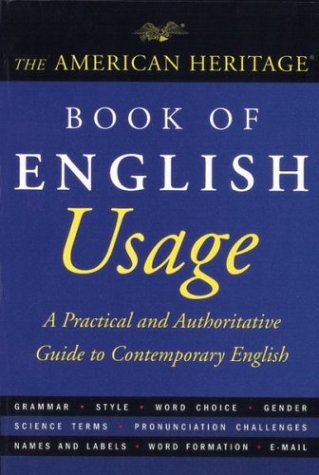 THE AMERICAN HERITAGE®
BOOK OF
ENGLISH
Usage
A Practical and Authoritative
Guide to Contemporary English
GRAMMAR • STYLE • WORD CHOICE • GENDER
SCIENCE TERMS • PRONUNCIATION CHALLENGES
NAMES AND LABELS • WORD FORMATION • E-MAIL